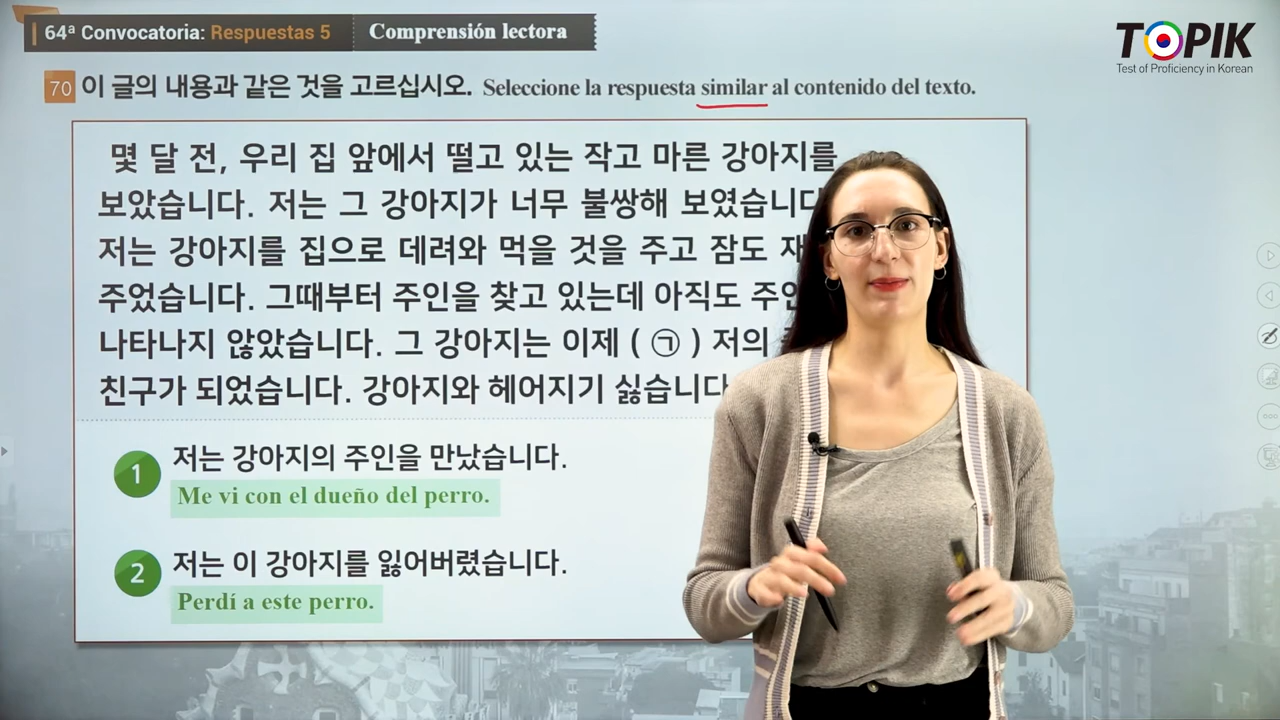 64ª Convocatoria: Respuestas 5 Comprensión lectora
TOPIK
Test of Proficiency in Korean
70 이 글의 내용과 같은 것을 고르십시오. Seleccione la respuesta similar al contenido del texto.
몇 달 전, 우리 집 앞에서 떨고 있는 작고 마른 강아지를
보았습니다. 저는 그 강아지가 너무 불쌍해 보였습니다
저는 강아지를 집으로 데려와 먹을 것을 주고 잠도
주었습니다. 그때부터 주인을 찾고 있는데 아직도
나타나지 않았습니다. 그 강아지는 이제 ( ㉠ ) 저의
친구가 되었습니다. 강아지와 헤어지기 싫습니다
1 저는 강아지의 주인을 만났습니다.
Me vi con el dueño del perro.
2 저는 이 강아지를 잃어버렸습니다.
Perdí a este perro.